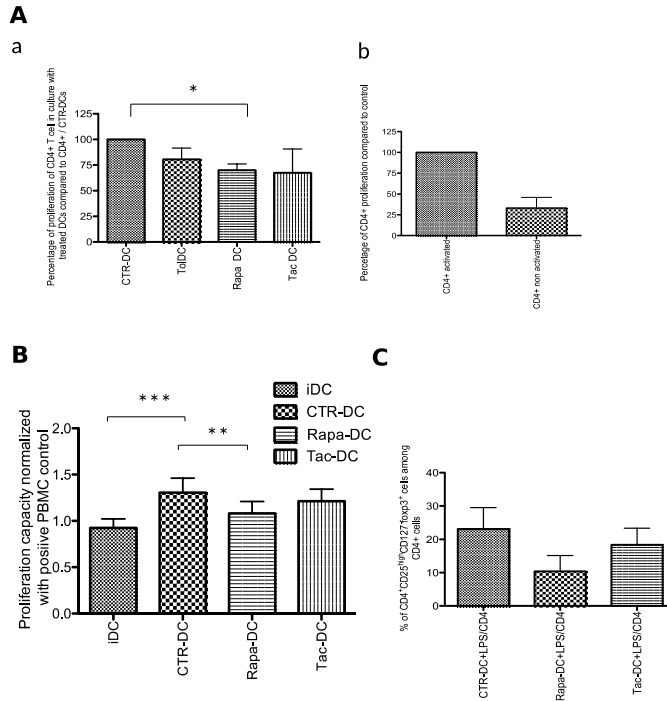 A
a
Percentage of proliferation of CD4+ T cell in culture with
treated DCs compared to CD4+ / CTR-DCs
125
100
75
50
25
0
*
CTR-DC
TolDC
Rapa DC
Tac DC
b
Percetage of CD4+ proliferation compared to control
125
100
75
50
25
0
CD4+ activated
CD4+ non activated
B
Proliferation capacity normalized
with posiive PBMC control
2.0
1.5
1.0
0.5
0.0
***
**
iDC
CTR-DC
Rapa-DC
Tac-DC
iDC
CTR-DC
Rapa-DC
Tac-DC
C
% of CD4+CD25highCD127-foxp3+ cells among
CD4+ cells
40
30
20
10
0
CTR-DC+LPS/CD4
Rapa-DC+LPS/CD4
Tac-DC+LPS/CD4